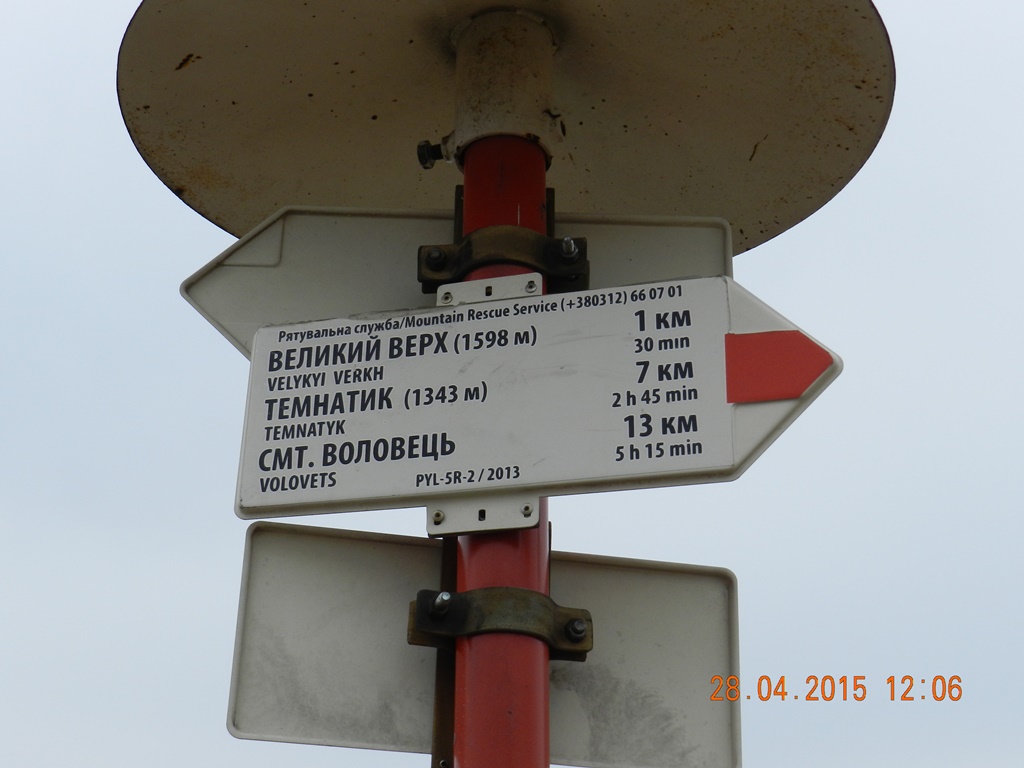 Рятувальна служба/Mountain Rescue Service (+380312) 66 07 01
ВЕЛИКИЙ ВЕРХ (1598 м) 1 км
VELYKYI VERKH 30 min
ТЕМНАТИК (1343 м) 7 км
TEMNATYK 2 h 45 min
СМТ. ВОЛОВЕЦЬ 13 км
VOLOVETS PYL-5R-2 / 2013 5 h 15 min
28.04.2015 12:06